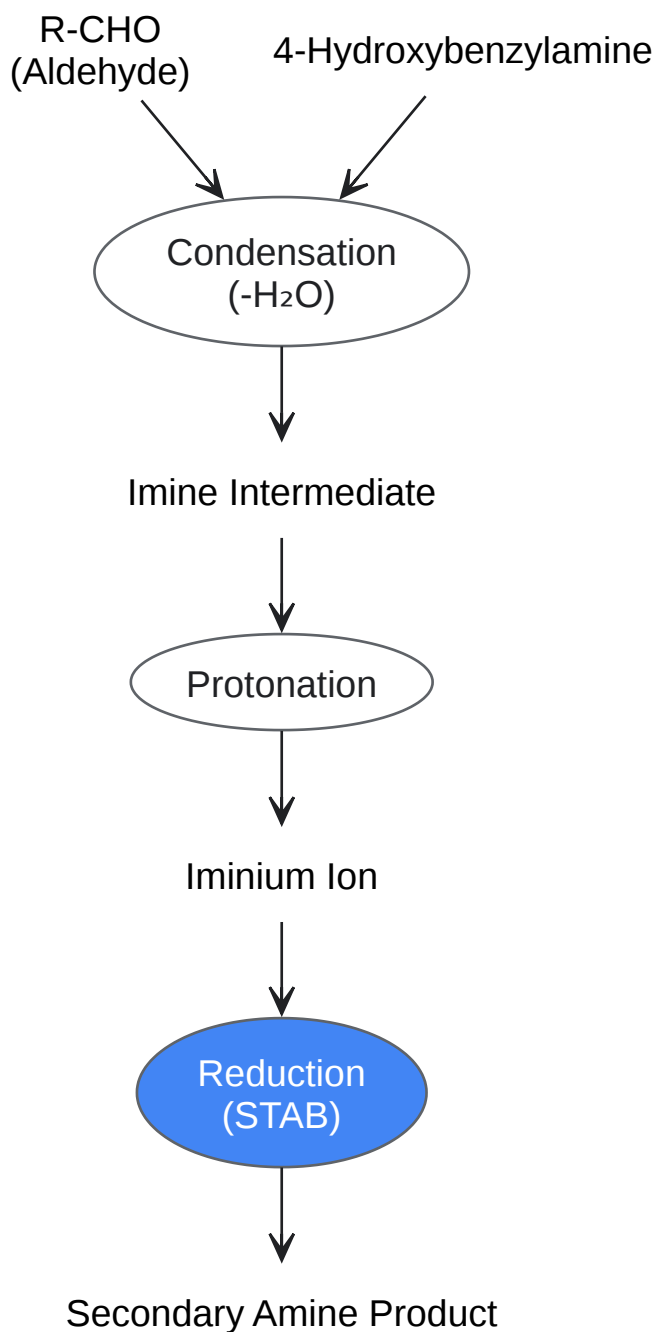 R-CHO
(Aldehyde)
4-Hydroxybenzylamine
Condensation
(-H₂O)
Imine Intermediate
Protonation
Iminium Ion
Reduction
(STAB)
Secondary Amine Product